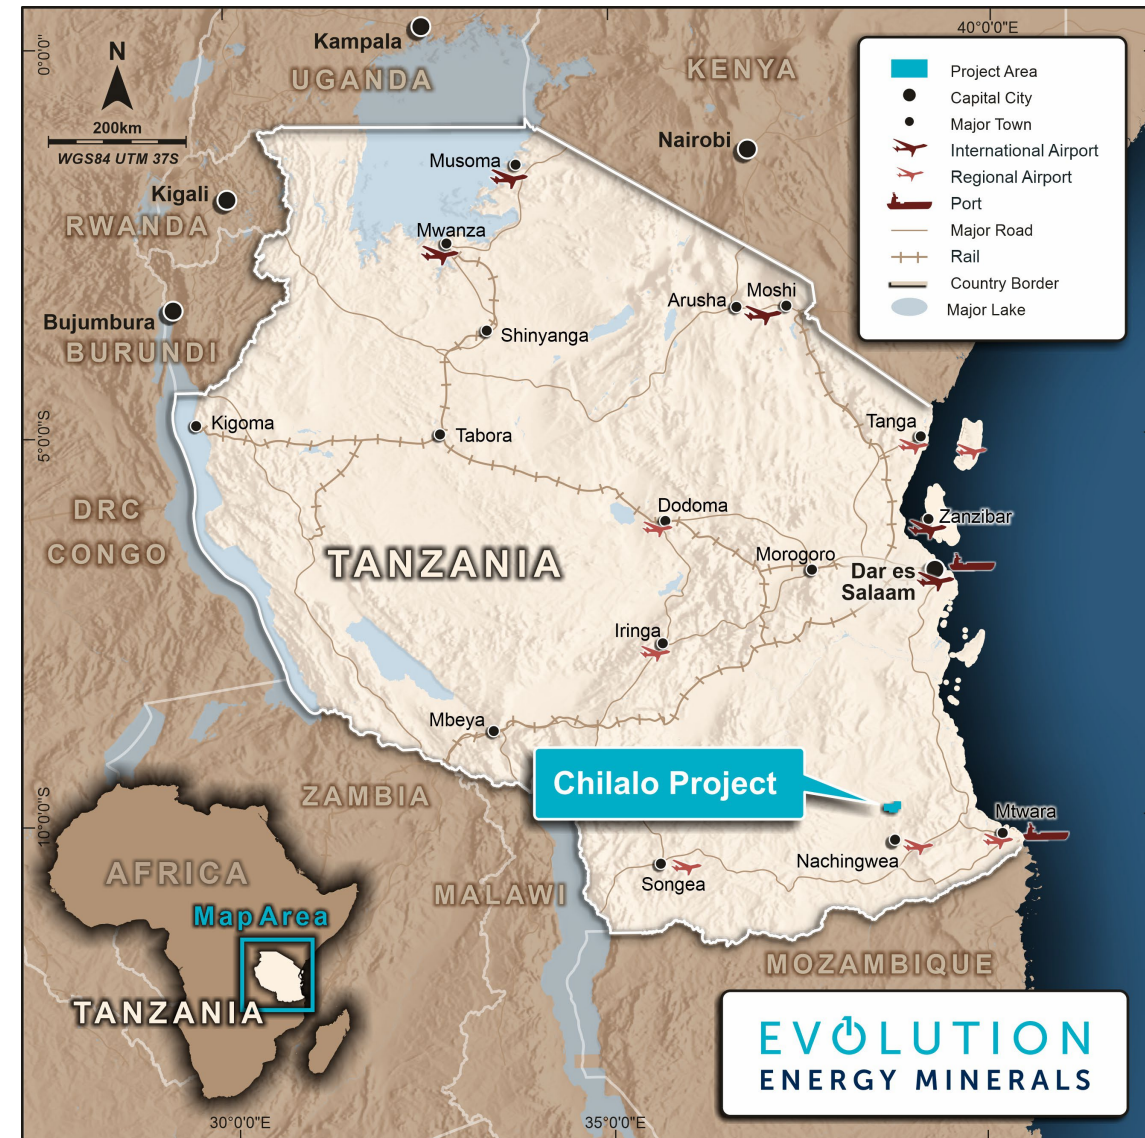 40°0'0"E
Kampala
UGANDA
KENYA
0°0'0"
N
200km
WGS84 UTM 37S
Project Area
Capital City
Major Town
International Airport
Regional Airport
Port
Major Road
Rail
Country Border
Major Lake
Nairobi
Musoma
Kigali
RWANDA
Mwanza
Arusha
Moshi
Bujumbura
BURUNDI
Shinyanga
Kigoma
Tabora
Tanga
5°0'0"S
Dodoma
Zanzibar
DRC
CONGO
TANZANIA
Morogoro
Dar es
Salaam
Iringa
Mbeya
Chilalo Project
ZAMBIA
10°0'0"S
Mtwara
Nachingwea
Songea
MALAWI
AFRICA
Map Area
TANZANIA
MOZAMBIQUE
EVOLUTION
ENERGY MINERALS
30°0'0"E
35°0'0"E